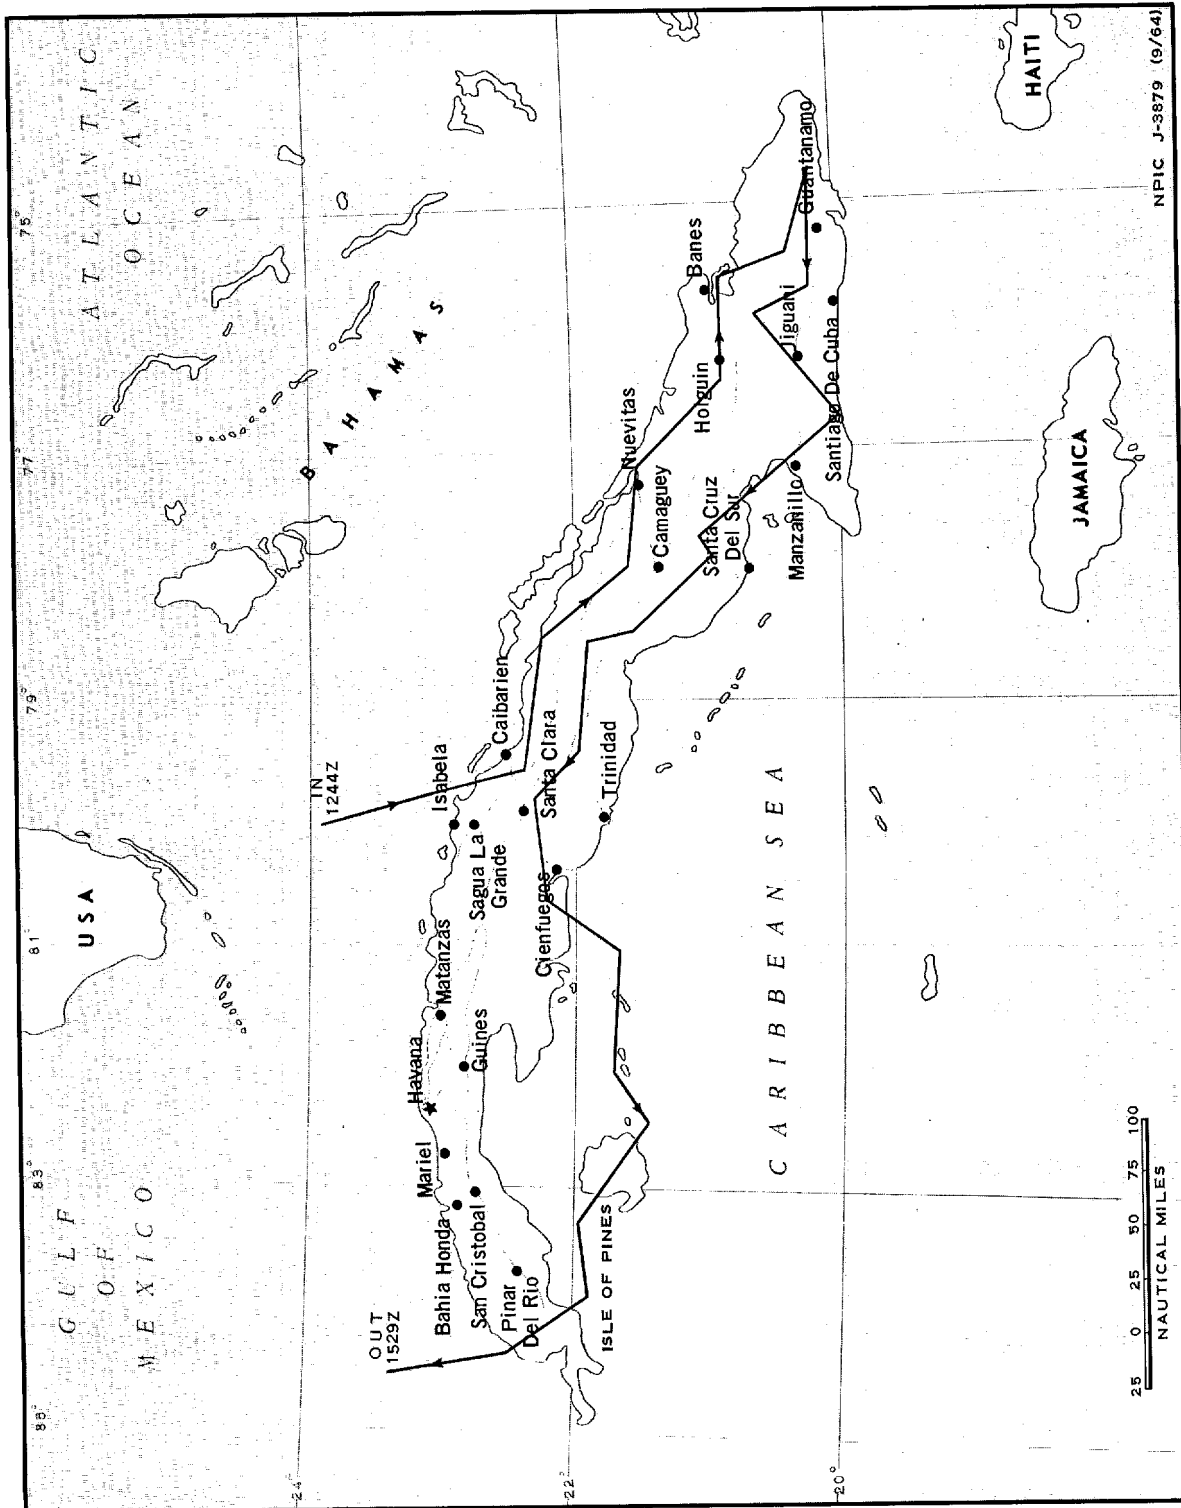 85°
83°
81°
79°
77°
75°
GULF
OF
MEXICO
USA
ATLANTIC
OCEAN
BAHAMAS
OUT
1529Z
IN
1244Z
24°
22°
20°
Havana
Mariel
Bahia Honda
San Cristobal
Pinar
Del Rio
Guines
Matanzas
Isabela
Sagua La
Grande
Caibarien
Santa Clara
Cienfuegos
Trinidad
Nuevitas
Camaguey
Santa Cruz
Del Sur
Holguin
Banes
Manzanillo
Jiguani
Santiago De Cuba
Guantanamo
ISLE OF PINES
CARIBBEAN SEA
JAMAICA
HAITI
25 0 25 50 75 100
NAUTICAL MILES
NPIC J-3879 (9/64)